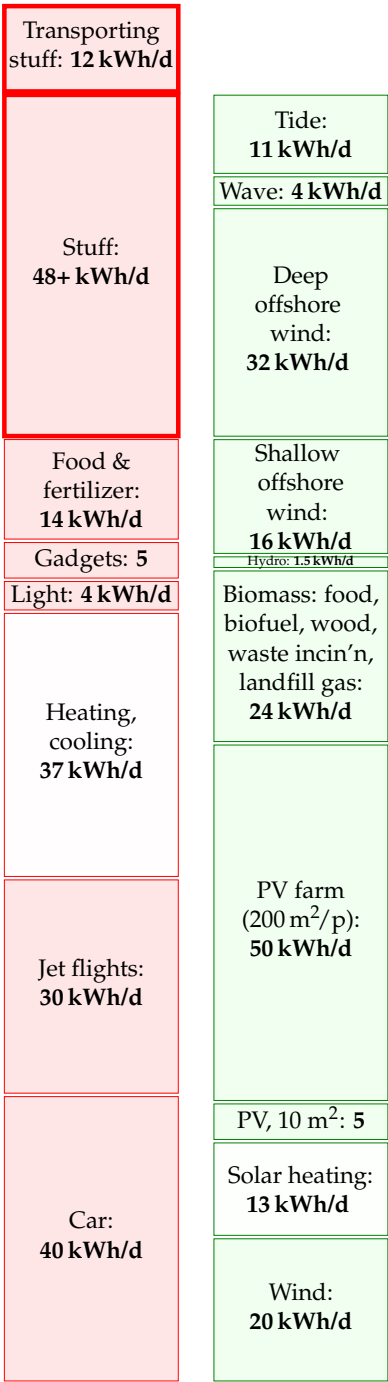 Transporting
stuff: 12 kWh/d
Stuff:
48+ kWh/d
Food &
fertilizer:
14 kWh/d
Gadgets: 5
Light: 4 kWh/d
Heating,
cooling:
37 kWh/d
Jet flights:
30 kWh/d
Car:
40 kWh/d
Tide:
11 kWh/d
Wave: 4 kWh/d
Deep
offshore
wind:
32 kWh/d
Shallow
offshore
wind:
16 kWh/d
Hydro: 1.5 kWh/d
Biomass: food,
biofuel, wood,
waste incin'n,
landfill gas:
24 kWh/d
PV farm
(200 m²/p):
50 kWh/d
PV, 10 m²: 5
Solar heating:
13 kWh/d
Wind:
20 kWh/d